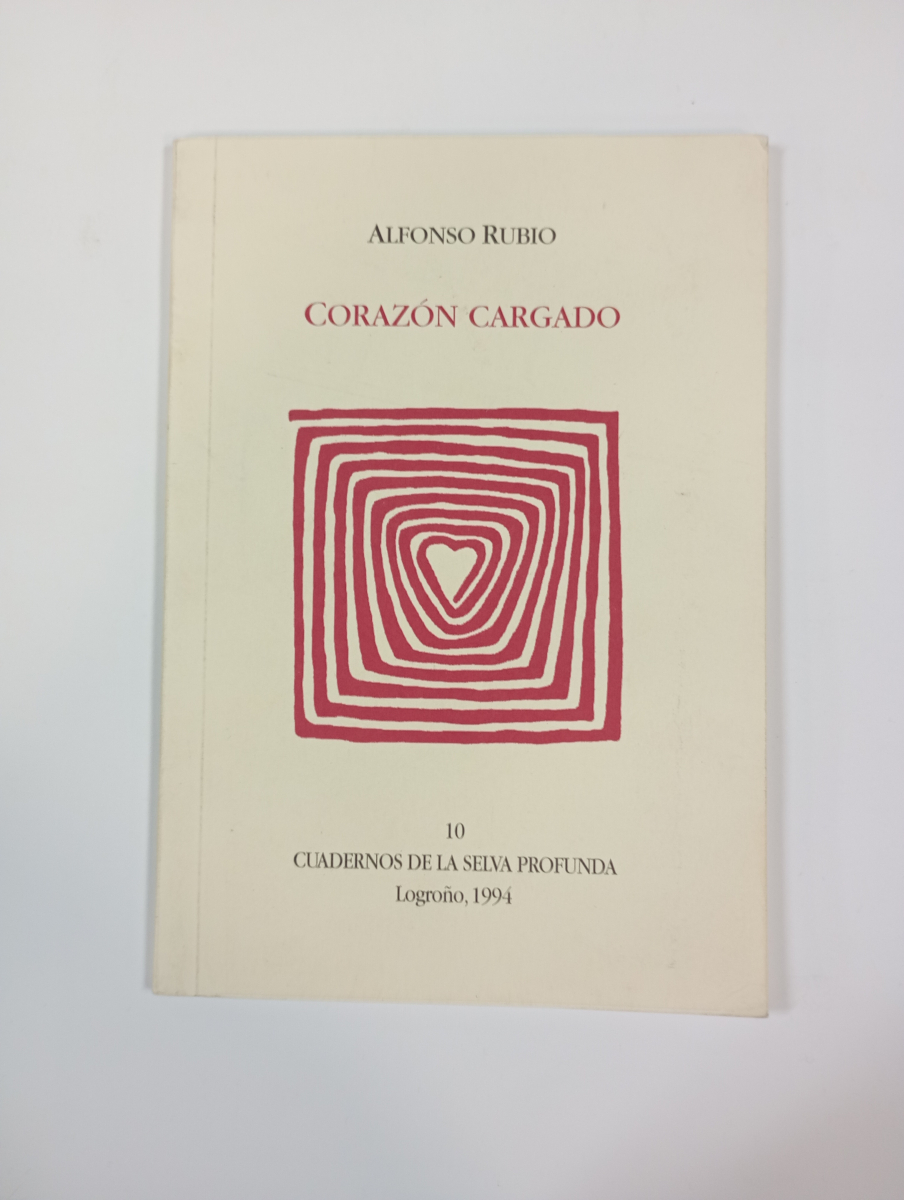 ALFONSO RUBIO
CORAZÓN CARGADO
10
CUADERNOS DE LA SELVA PROFUNDA
Logroño, 1994